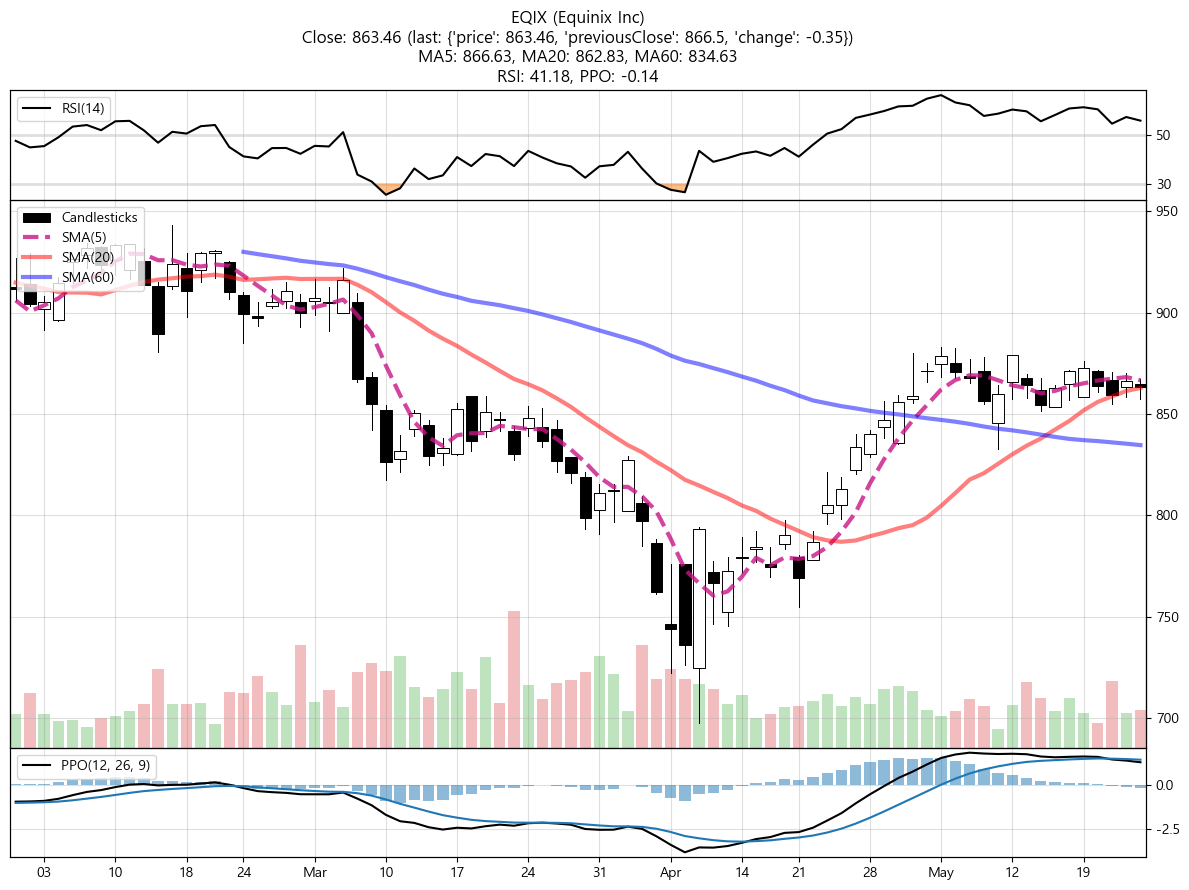 EQIX (Equinix Inc)
Close: 863.46 (last: {'price': 863.46, 'previousClose': 866.5, 'change': -0.35})
MA5: 866.63, MA20: 862.83, MA60: 834.63
RSI: 41.18, PPO: -0.14
RSI(14)
50
30
Candlesticks
SMA(5)
SMA(20)
SMA(60)
950
900
850
800
750
700
PPO(12, 26, 9)
0.0
-2.5
03 10 18 24 Mar 10 17 24 31 Apr 14 21 28 May 12 19